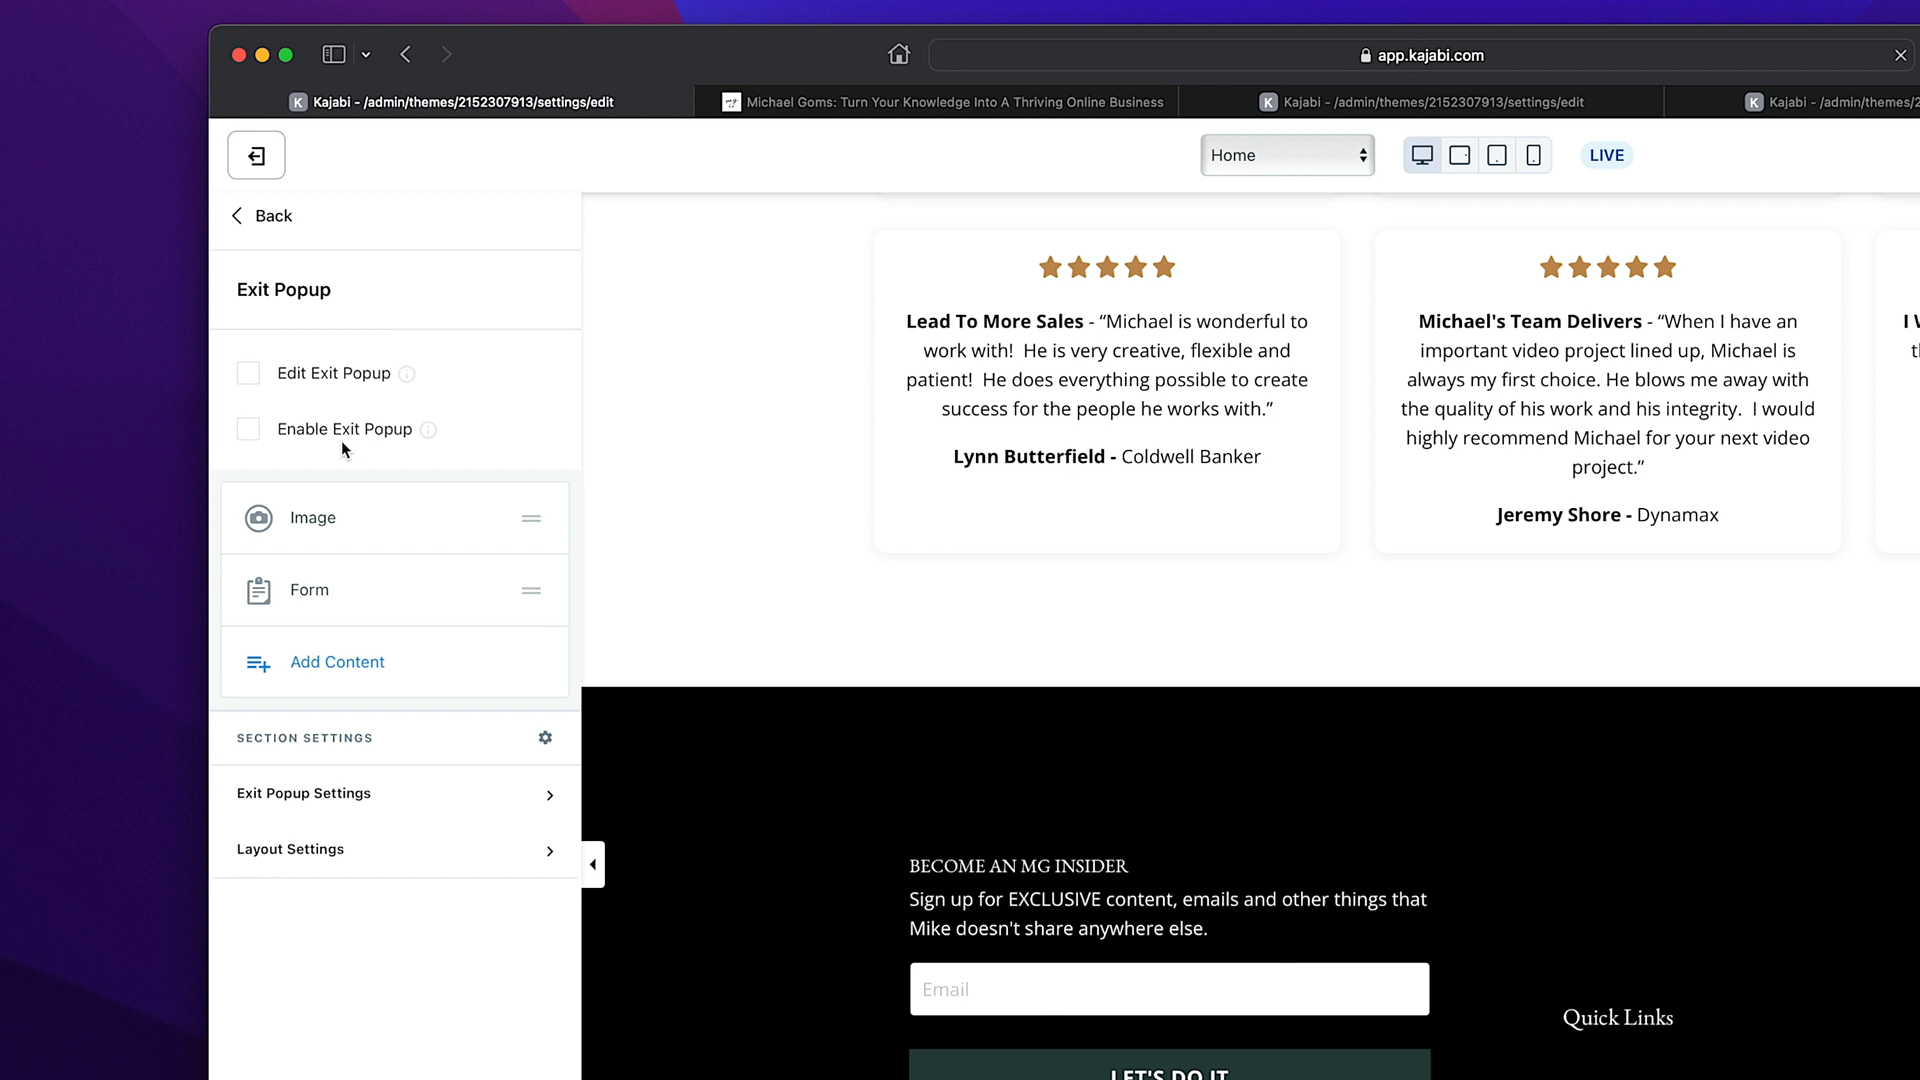 app.kajabi.com
K Kajabi - /admin/themes/2152307913/settings/edit
Michael Goms: Turn Your Knowledge Into A Thriving Online Business
K Kajabi - /admin/themes/2152307913/settings/edit
K Kajabi - /admin/themes/2
Home
LIVE
Back
Exit Popup
Edit Exit Popup
Enable Exit Popup
Image
Form
Add Content
SECTION SETTINGS
Exit Popup Settings
Layout Settings
Lead To More Sales - “Michael is wonderful to
work with! He is very creative, flexible and
patient! He does everything possible to create
success for the people he works with.”
Lynn Butterfield - Coldwell Banker
Michael's Team Delivers - “When I have an
important video project lined up, Michael is
always my first choice. He blows me away with
the quality of his work and his integrity. I would
highly recommend Michael for your next video
project.”
Jeremy Shore - Dynamax
BECOME AN MG INSIDER
Sign up for EXCLUSIVE content, emails and other things that
Mike doesn't share anywhere else.
Email
LET'S DO IT
Quick Links